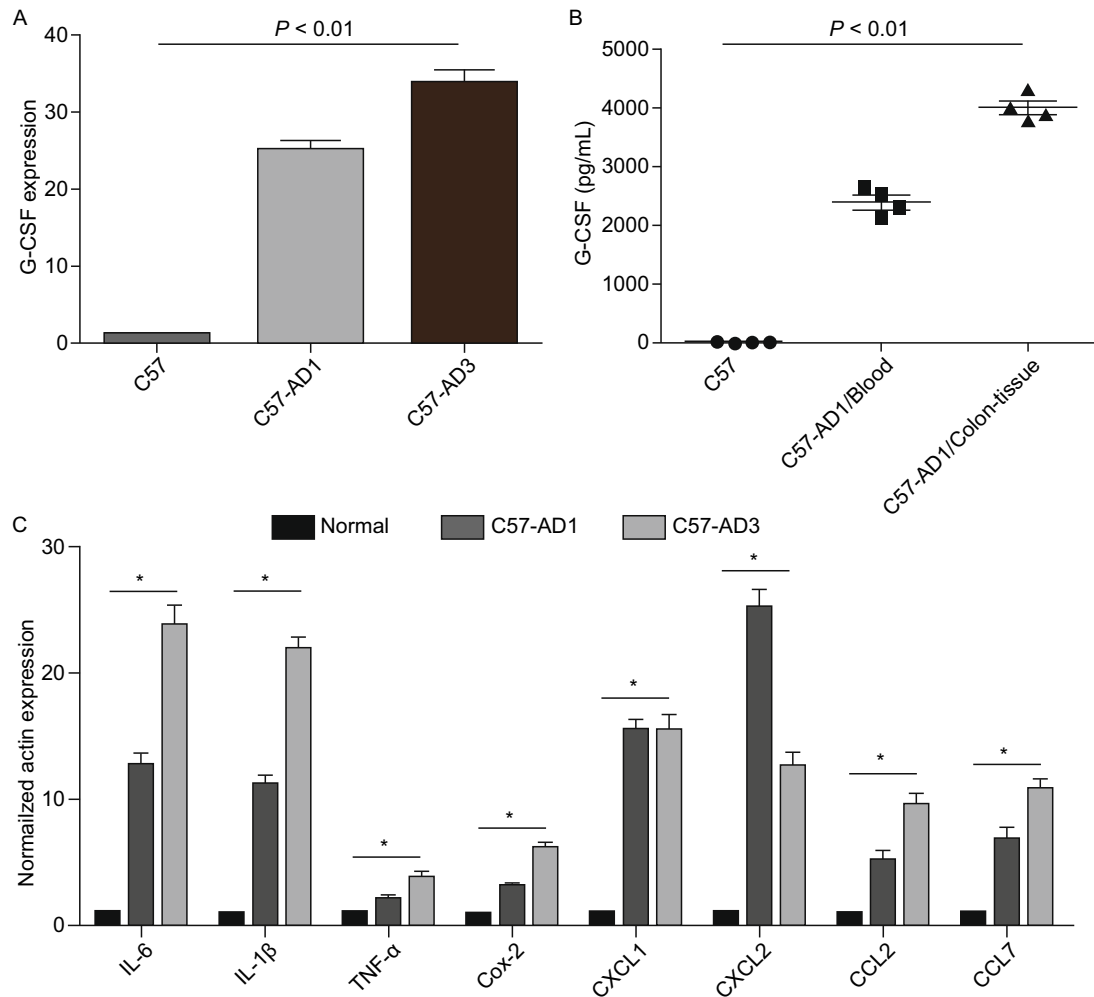 A
P < 0.01
G-CSF expression
40
30
20
10
0
C57
C57-AD1
C57-AD3
B
P < 0.01
G-CSF (pg/mL)
5000
4000
3000
2000
1000
0
C57
C57-AD1/Blood
C57-AD1/Colon-tissue
C
Normal
C57-AD1
C57-AD3
Normailzed actin expression
30
20
10
0
*
*
*
*
*
*
*
*
IL-6
IL-1β
TNF-α
Cox-2
CXCL1
CXCL2
CCL2
CCL7